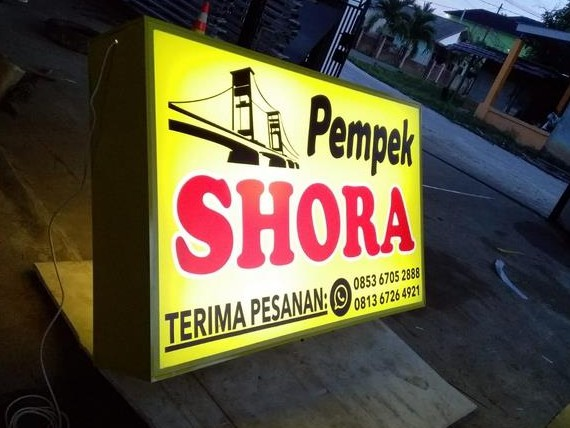 Pempek
SHORA
TERIMA PESANAN:
0853 6705 2888
0813 6726 4921